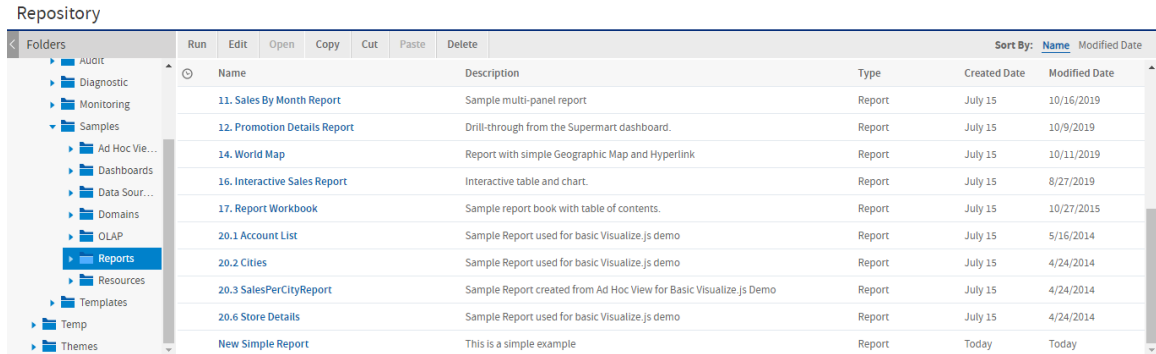 Repository
Folders
Audit
Diagnostic
Monitoring
Samples
Ad Hoc Vie...
Dashboards
Data Sour...
Domains
OLAP
Reports
Resources
Templates
Temp
Themes
Run Edit Open Copy Cut Paste Delete Sort By: Name Modified Date
Name Description Type Created Date Modified Date
11. Sales By Month Report Sample multi-panel report Report July 15 10/16/2019
12. Promotion Details Report Drill-through from the Supermart dashboard. Report July 15 10/9/2019
14. World Map Report with simple Geographic Map and Hyperlink Report July 15 10/11/2019
16. Interactive Sales Report Interactive table and chart. Report July 15 8/27/2019
17. Report Workbook Sample report book with table of contents. Report July 15 10/27/2015
20.1 Account List Sample Report used for basic Visualize.js demo Report July 15 5/16/2014
20.2 Cities Sample Report used for basic Visualize.js demo Report July 15 4/24/2014
20.3 SalesPerCityReport Sample Report created from Ad Hoc View for Basic Visualize.js Demo Report July 15 4/24/2014
20.6 Store Details Sample Report used for basic Visualize.js demo Report July 15 4/24/2014
New Simple Report This is a simple example Report Today Today